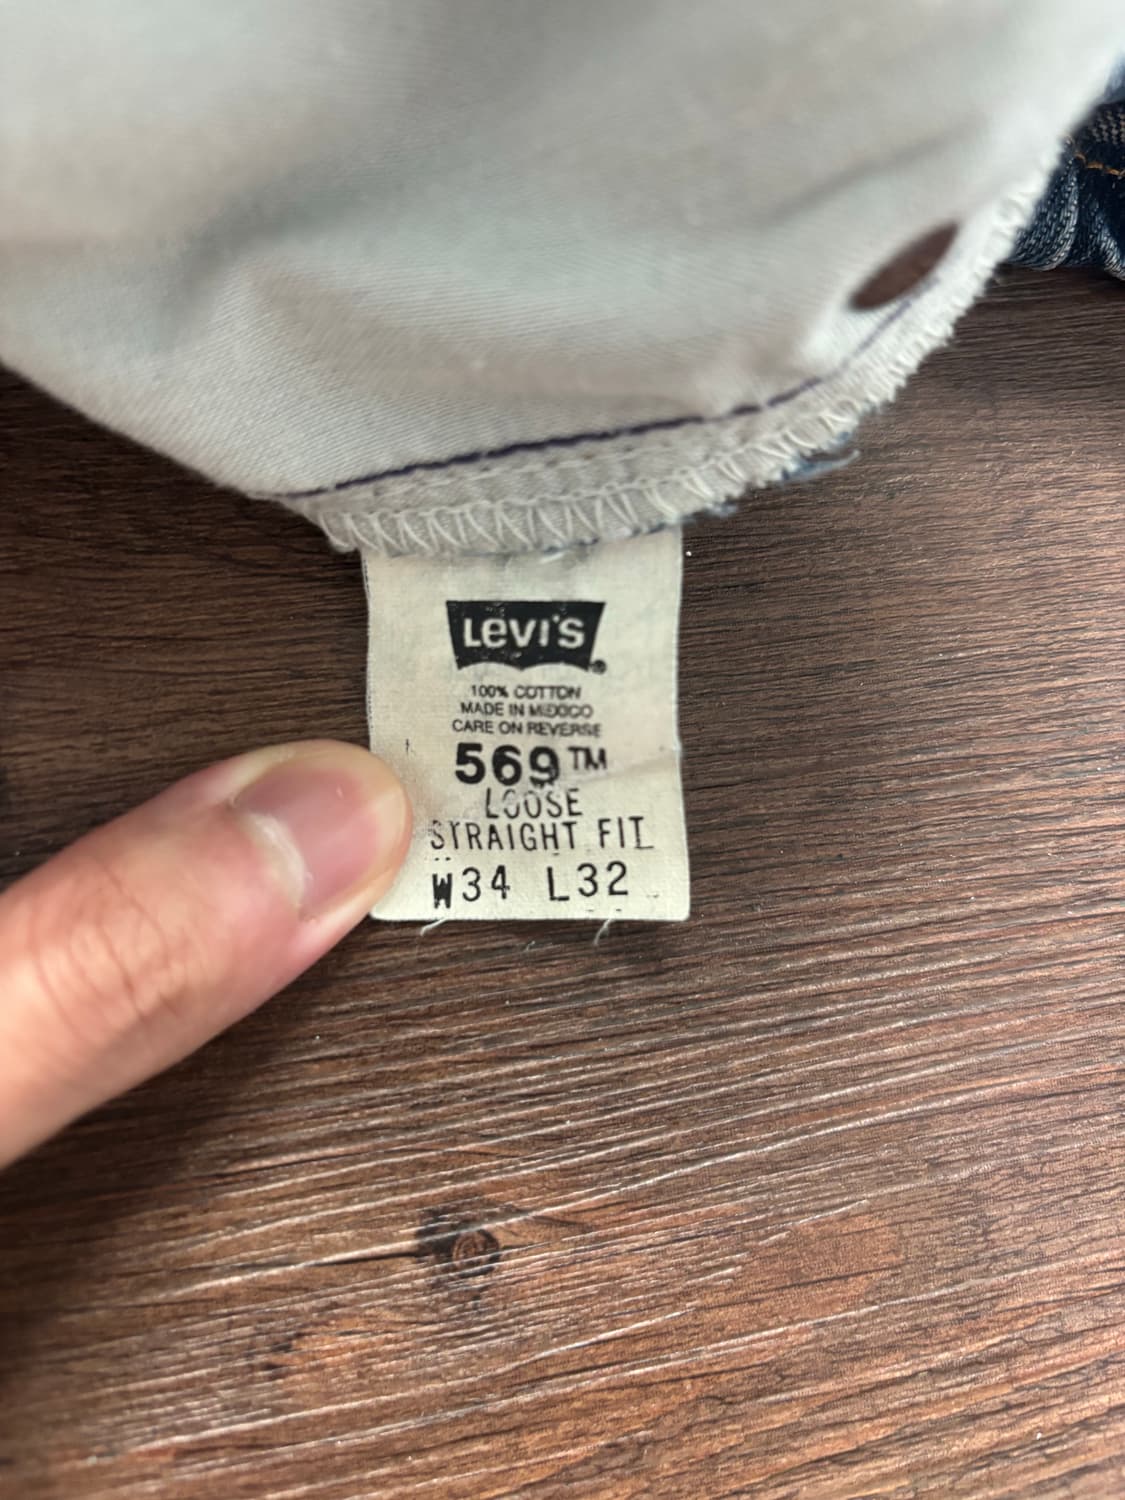 LEVI'S®
100% COTTON
MADE IN MEXICO
CARE ON REVERSE
569™
LOOSE
STRAIGHT FIT
W34 L32